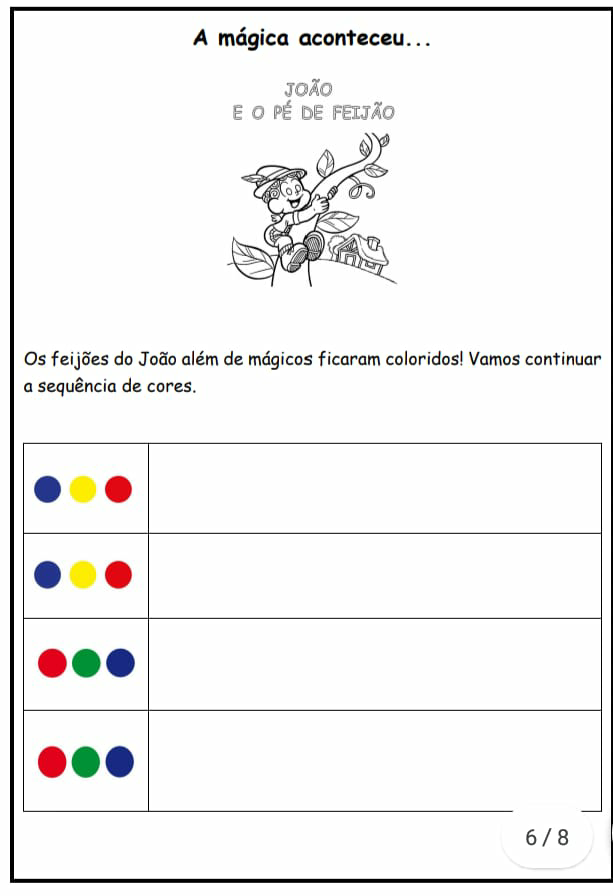 A mágica aconteceu...
JOÃO
E O PÉ DE FEIJÃO
Os feijões do João além de mágicos ficaram coloridos! Vamos continuar
a sequência de cores.
6 / 8